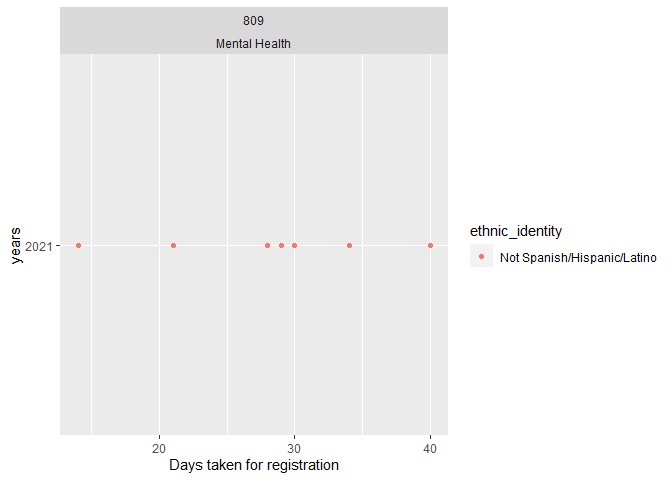 809
Mental Health
years
2021
20 30 40
Days taken for registration
ethnic_identity
Not Spanish/Hispanic/Latino